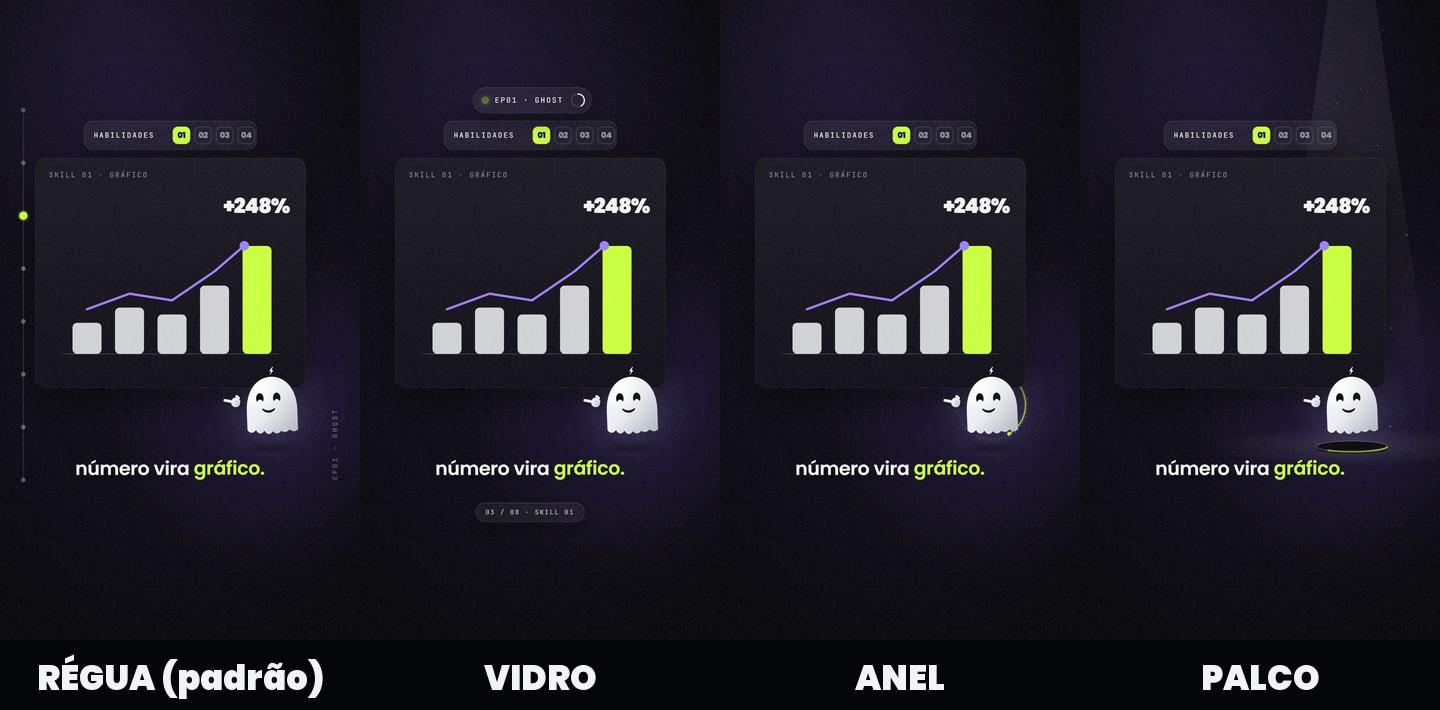 HABILIDADES 01 02 03 04
SKILL 01 · GRÁFICO
+248%
número vira gráfico.
EP01 · GHOST
RÉGUA (padrão)
EP01 · GHOST
HABILIDADES 01 02 03 04
SKILL 01 · GRÁFICO
+248%
número vira gráfico.
03 / 08 · SKILL 01
VIDRO
HABILIDADES 01 02 03 04
SKILL 01 · GRÁFICO
+248%
número vira gráfico.
ANEL
HABILIDADES 01 02 03 04
SKILL 01 · GRÁFICO
+248%
número vira gráfico.
PALCO